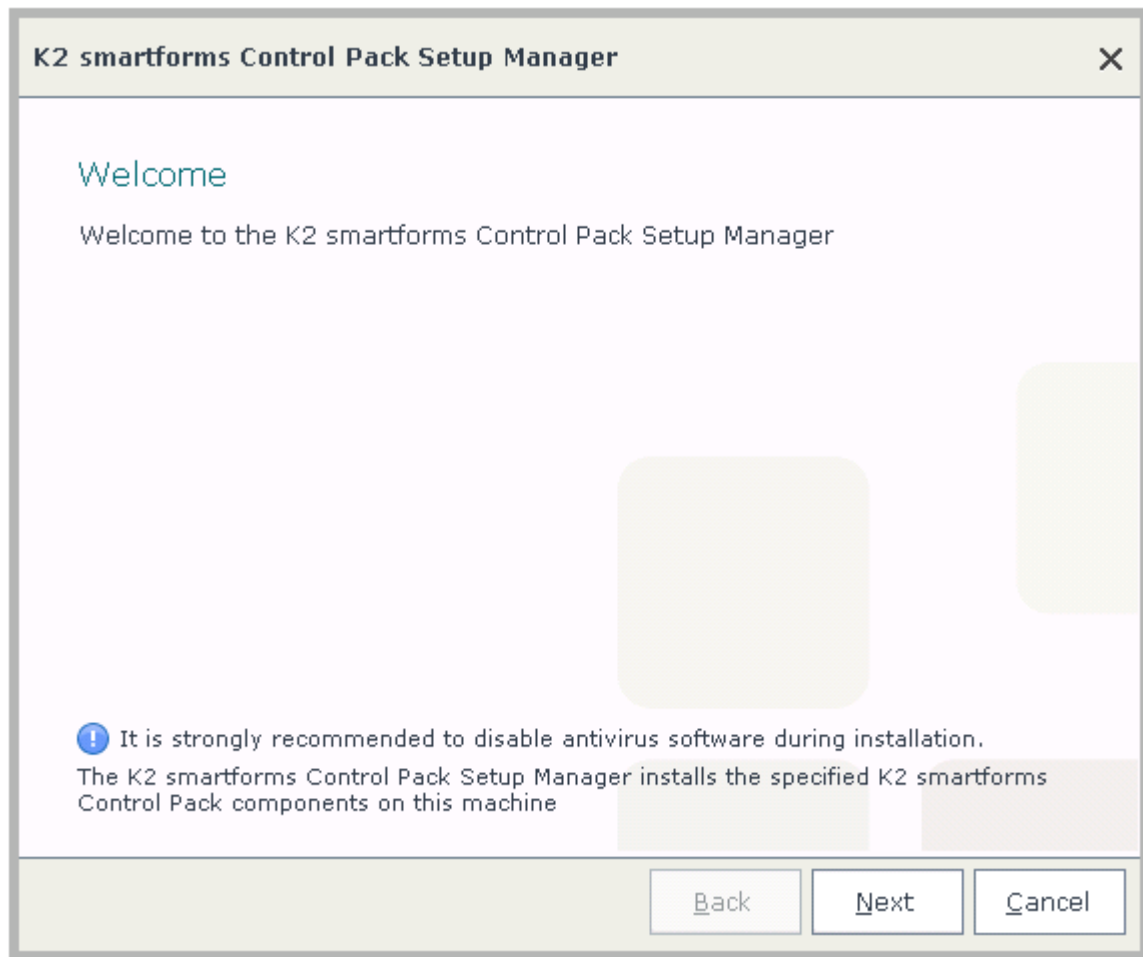 K2 smartforms Control Pack Setup Manager
Welcome
Welcome to the K2 smartforms Control Pack Setup Manager
It is strongly recommended to disable antivirus software during installation.
The K2 smartforms Control Pack Setup Manager installs the specified K2 smartforms
Control Pack components on this machine
Back Next Cancel